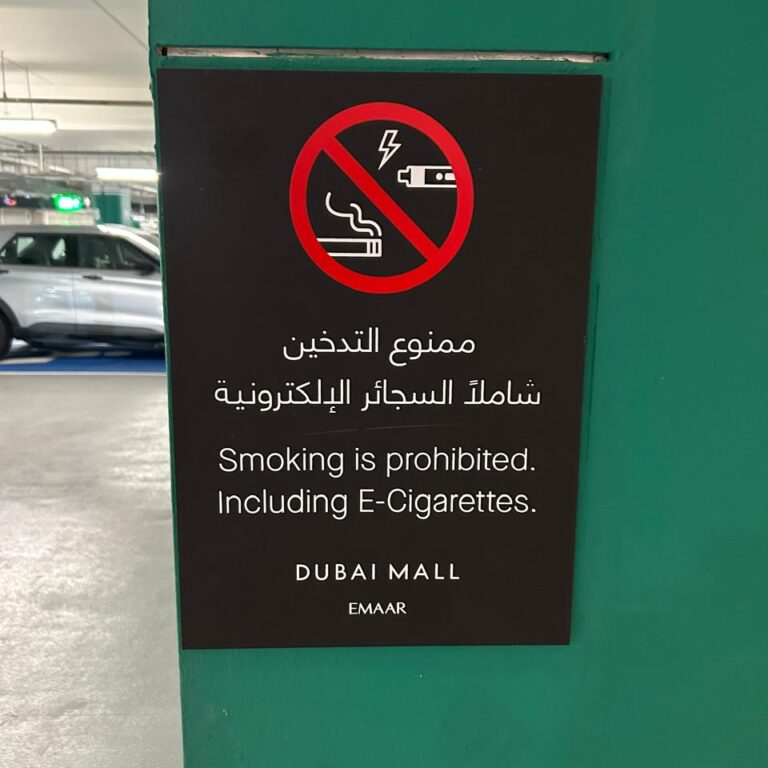 ممنوع التدخين
شاملاً السجائر الإلكترونية
Smoking is prohibited.
Including E-Cigarettes.
DUBAI MALL
EMAAR